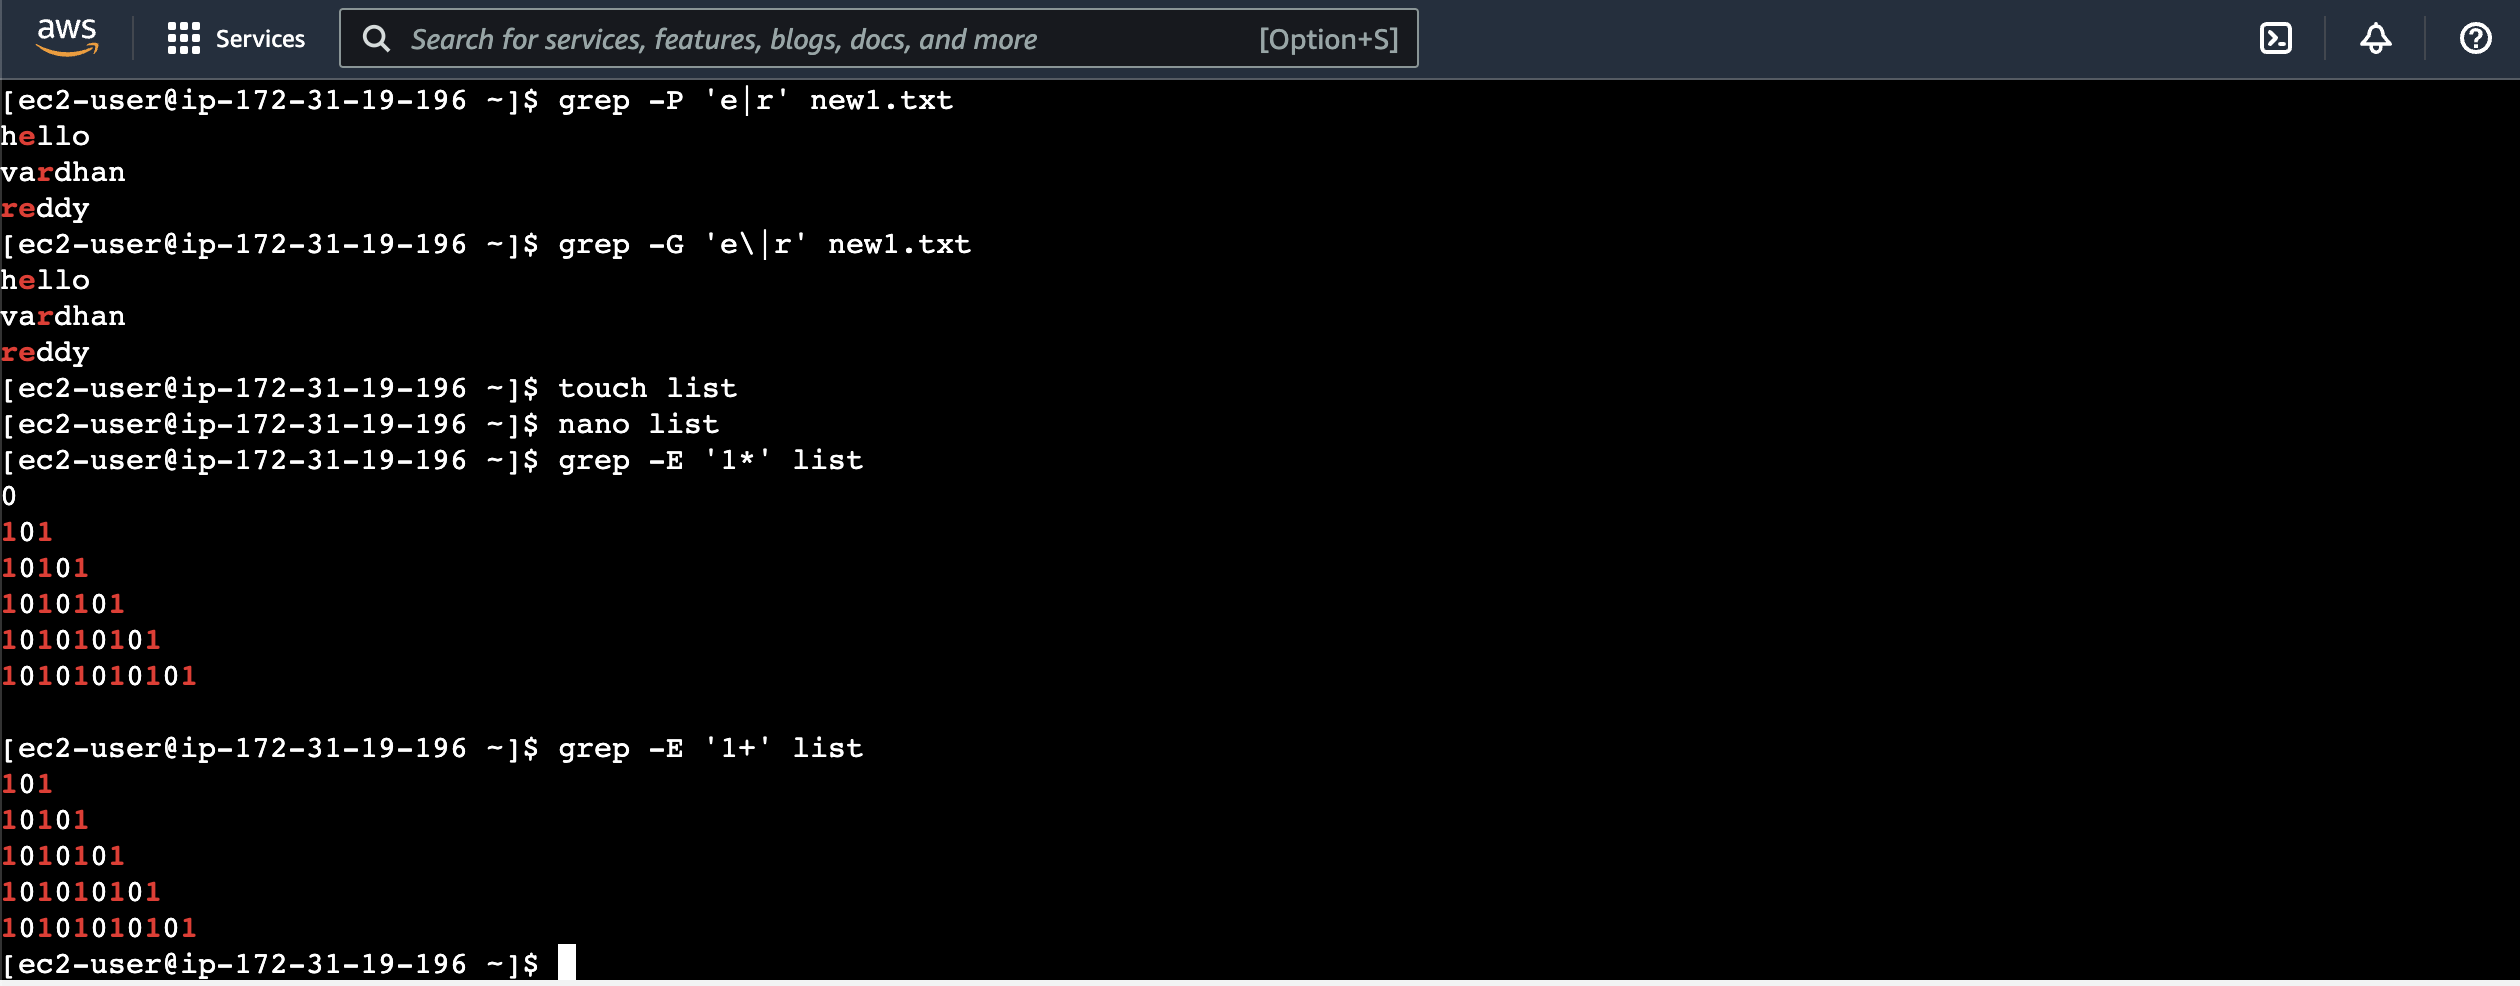 aws
Services
Search for services, features, blogs, docs, and more
[Option+S]
[ec2-user@ip-172-31-19-196 ~]$ grep -P 'e|r' new1.txt
hello
vardhan
reddy
[ec2-user@ip-172-31-19-196 ~]$ grep -G 'e\|r' new1.txt
hello
vardhan
reddy
[ec2-user@ip-172-31-19-196 ~]$ touch list
[ec2-user@ip-172-31-19-196 ~]$ nano list
[ec2-user@ip-172-31-19-196 ~]$ grep -E '1*' list
0
101
10101
1010101
101010101
10101010101
[ec2-user@ip-172-31-19-196 ~]$ grep -E '1+' list
101
10101
1010101
101010101
10101010101
[ec2-user@ip-172-31-19-196 ~]$